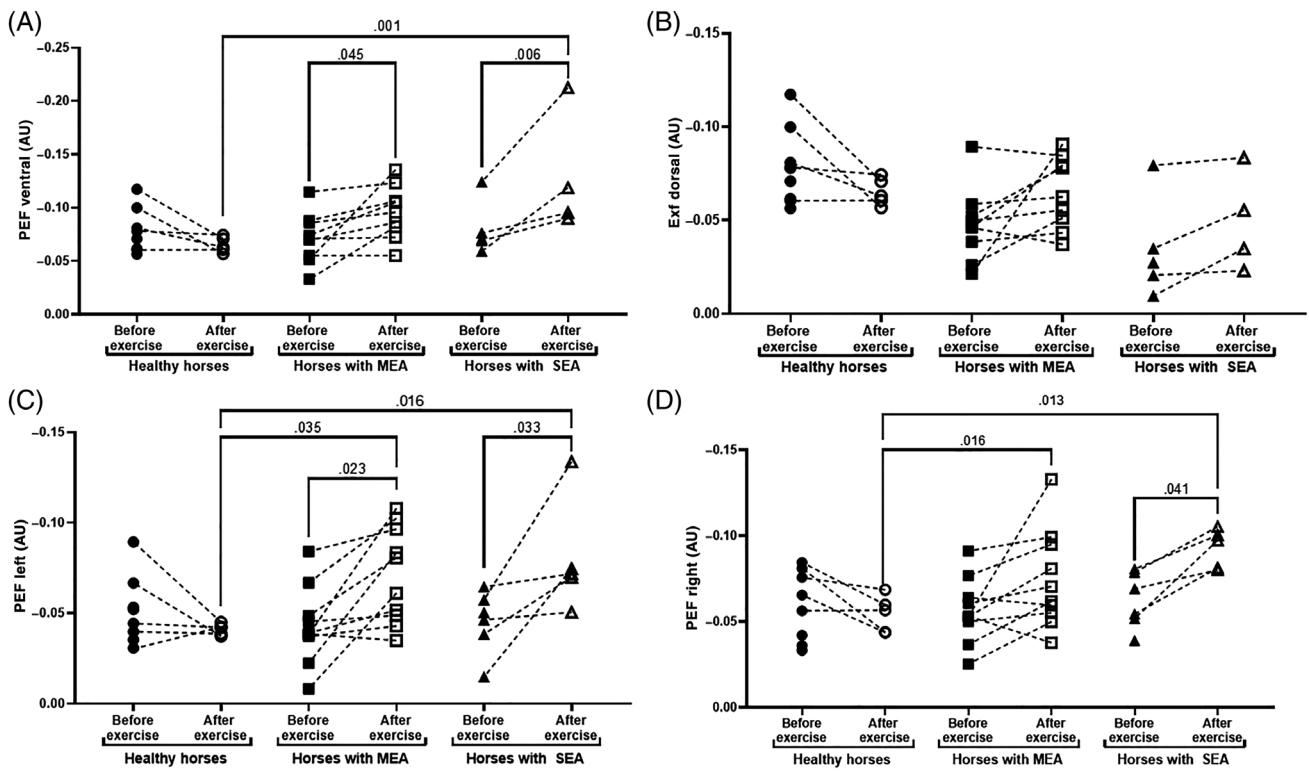 (A)
PEF ventral (AU)
–0.25
–0.20
–0.15
–0.10
–0.05
0.00
.001
.045
.006
Before exercise
After exercise
Before exercise
After exercise
Before exercise
After exercise
Healthy horses
Horses with MEA
Horses with SEA
(B)
Exf dorsal (AU)
–0.15
–0.10
–0.05
0.00
Before exercise
After exercise
Before exercise
After exercise
Before exercise
After exercise
Healthy horses
Horses with MEA
Horses with SEA
(C)
PEF left (AU)
–0.15
–0.10
–0.05
0.00
.016
.035
.033
.023
Before exercise
After exercise
Before exercise
After exercise
Before exercise
After exercise
Healthy horses
Horses with MEA
Horses with SEA
(D)
PEF right (AU)
–0.15
–0.10
–0.05
0.00
.013
.016
.041
Before exercise
After exercise
Before exercise
After exercise
Before exercise
After exercise
Healthy horses
Horses with MEA
Horses with SEA